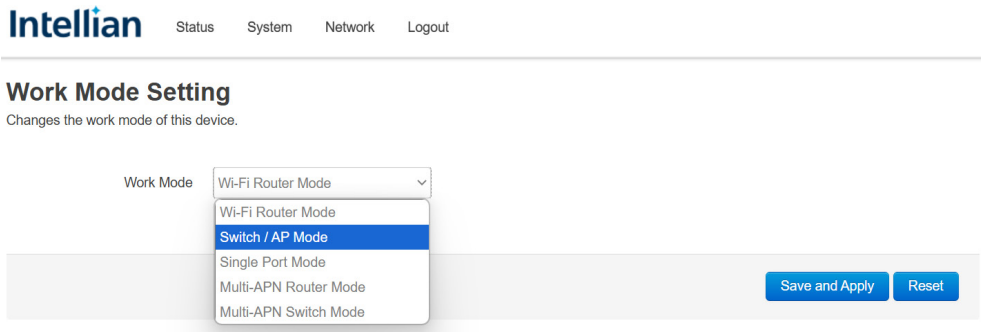 Intellian Status System Network Logout
Work Mode Setting
Changes the work mode of this device.
Work Mode Wi-Fi Router Mode
Wi-Fi Router Mode
Switch / AP Mode
Single Port Mode
Multi-APN Router Mode
Multi-APN Switch Mode
Save and Apply Reset